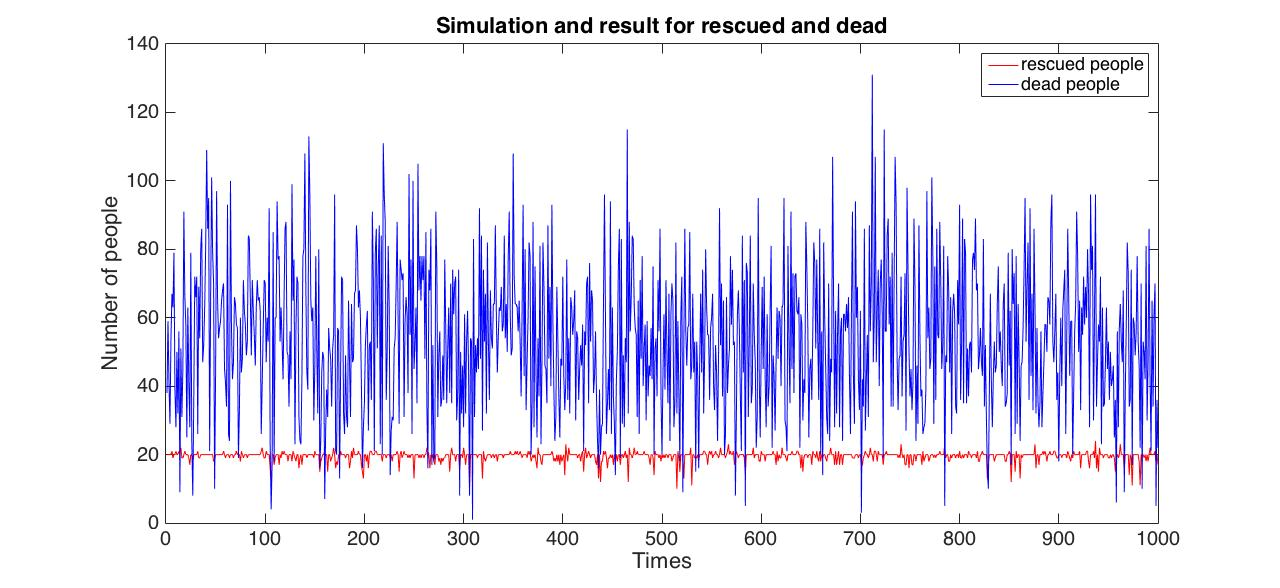 Simulation and result for rescued and dead
rescued people
dead people
Number of people
140
120
100
80
60
40
20
0
0 100 200 300 400 500 600 700 800 900 1000
Times